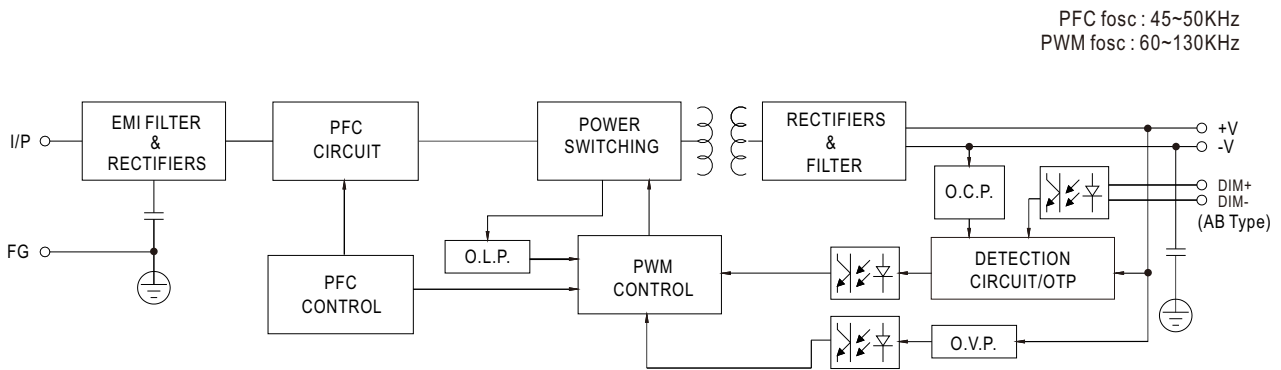 PFC fosc : 45~50KHz
PWM fosc : 60~130KHz
I/P
EMI FILTER
&
RECTIFIERS
PFC
CIRCUIT
POWER
SWITCHING
RECTIFIERS
&
FILTER
+V
-V
DIM+
DIM-
(AB Type)
O.C.P.
FG
O.L.P.
PFC
CONTROL
PWM
CONTROL
DETECTION
CIRCUIT/OTP
O.V.P.